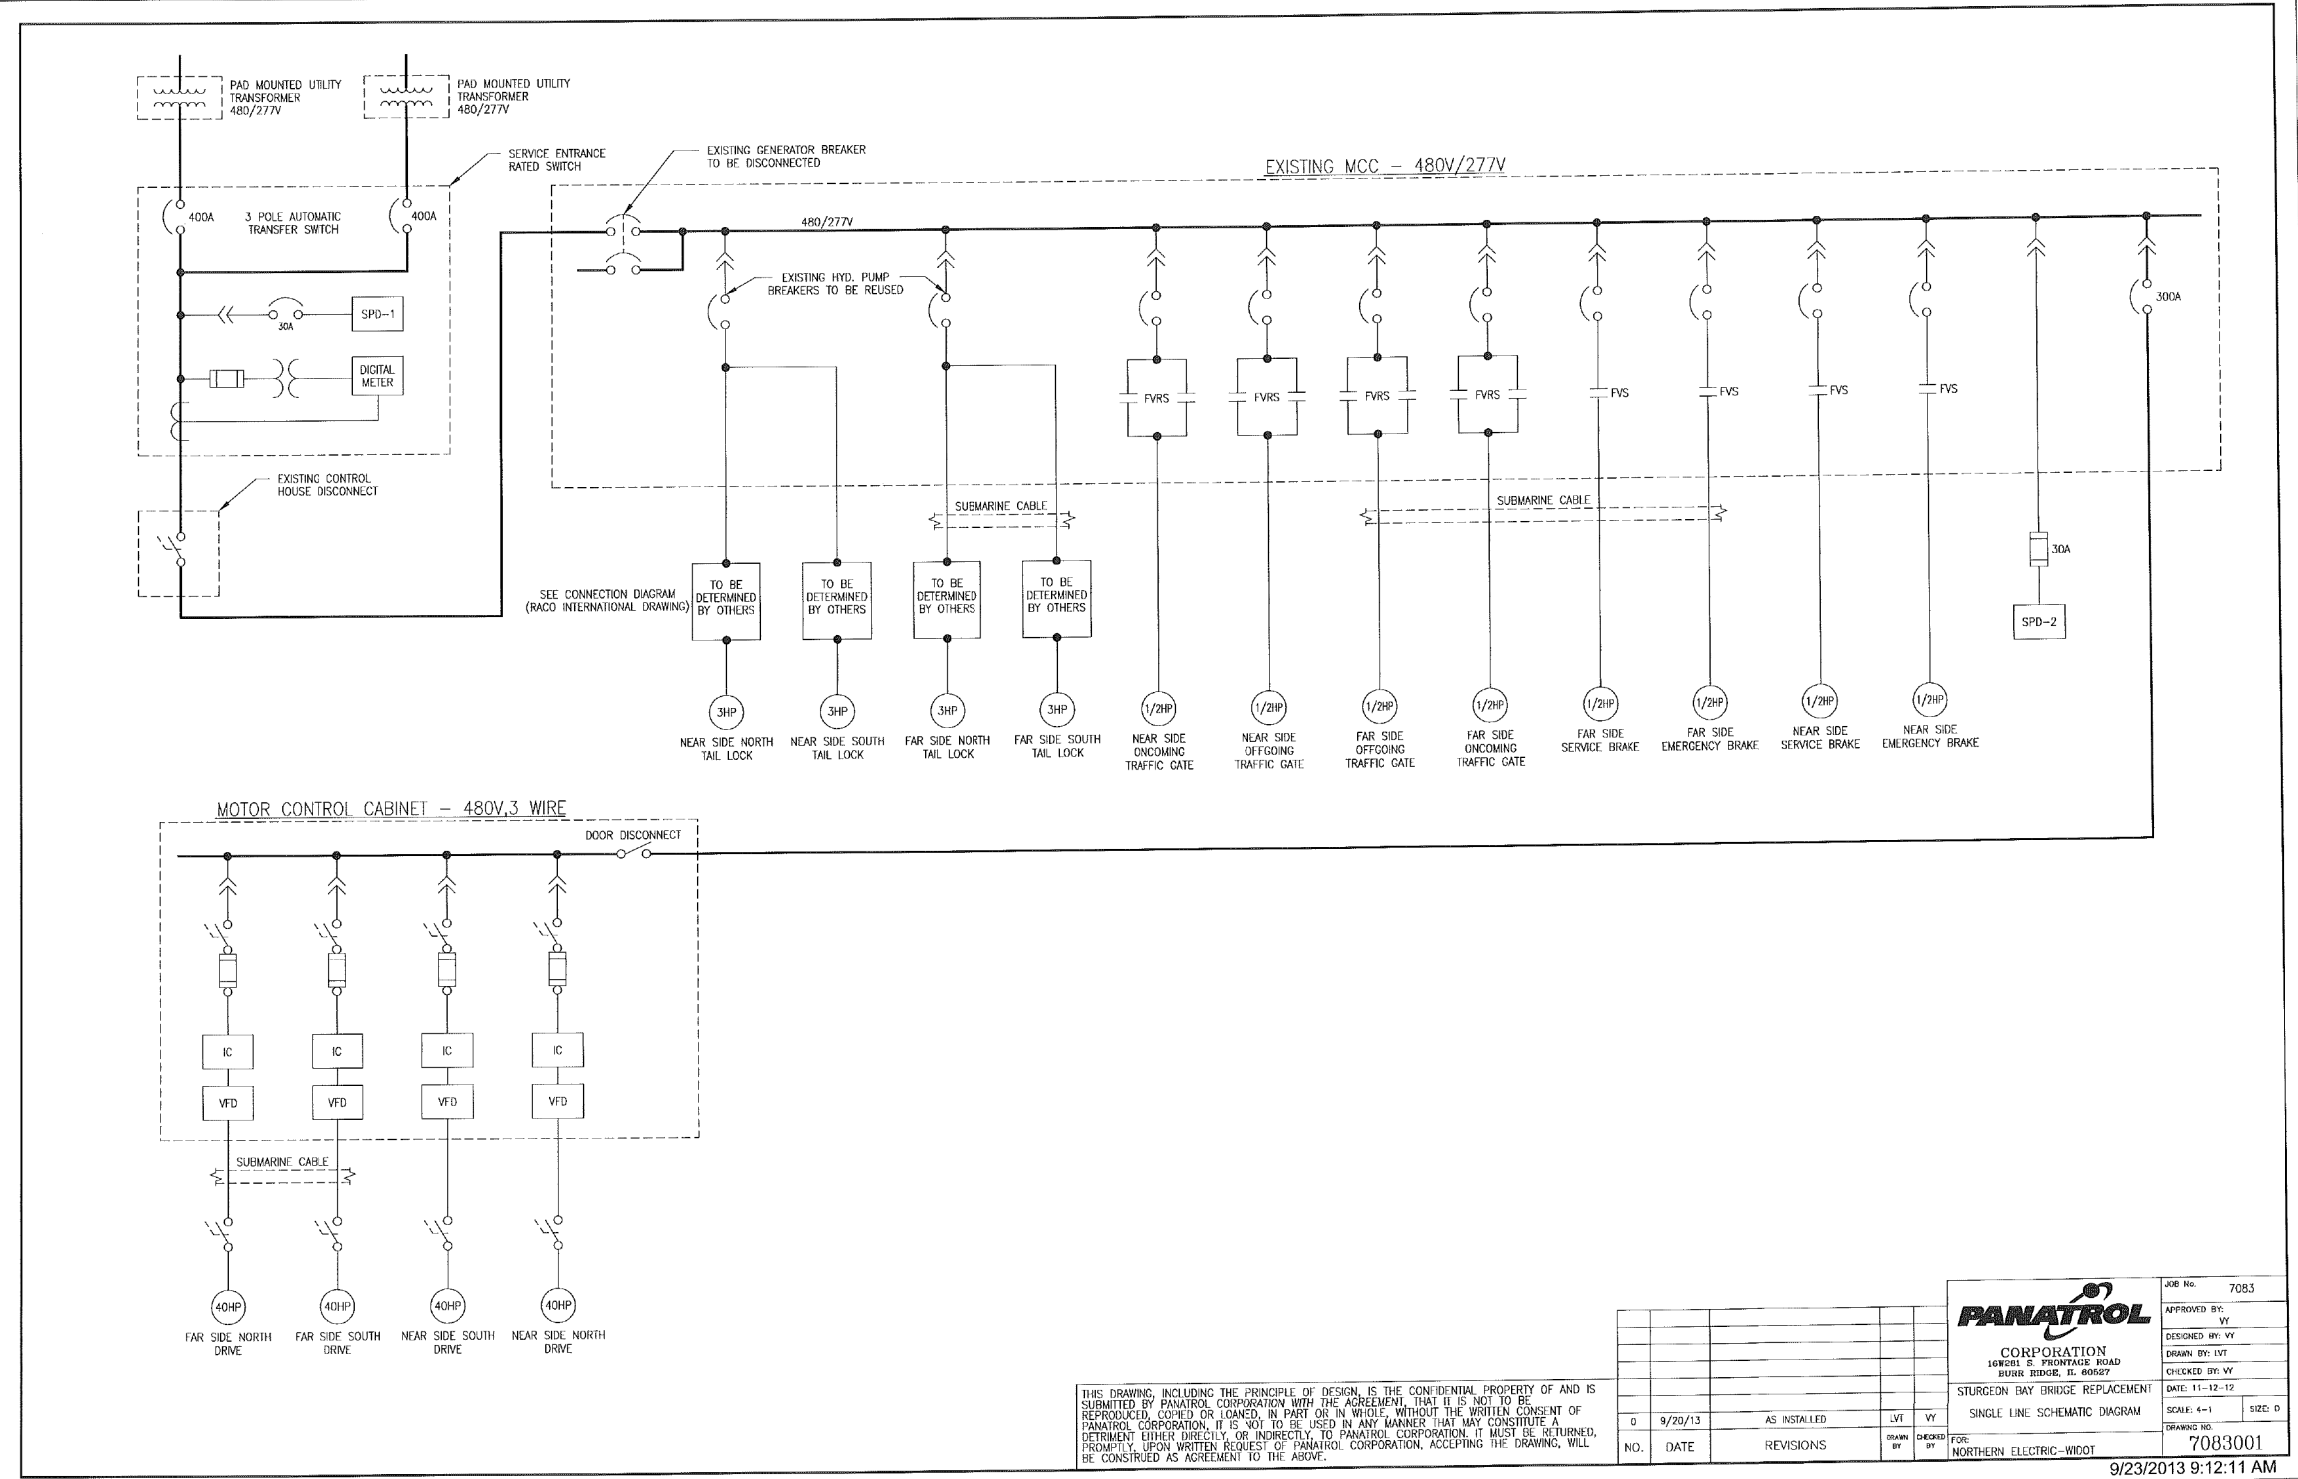 PAD MOUNTED UTILITY
TRANSFORMER
480/277V
PAD MOUNTED UTILITY
TRANSFORMER
480/277V
SERVICE ENTRANCE
RATED SWITCH
EXISTING GENERATOR BREAKER
TO BE DISCONNECTED
EXISTING MCC - 480V/277V
400A
3 POLE AUTOMATIC
TRANSFER SWITCH
400A
480/277V
EXISTING HYD. PUMP
BREAKERS TO BE REUSED
300A
30A
SPD-1
DIGITAL
METER
FVRS
FVRS
FVRS
FVRS
FVS
FVS
FVS
FVS
EXISTING CONTROL
HOUSE DISCONNECT
SUBMARINE CABLE
SUBMARINE CABLE
30A
SPD-2
SEE CONNECTION DIAGRAM
(RACO INTERNATIONAL DRAWING)
TO BE
DETERMINED
BY OTHERS
TO BE
DETERMINED
BY OTHERS
TO BE
DETERMINED
BY OTHERS
TO BE
DETERMINED
BY OTHERS
3HP
3HP
3HP
3HP
1/2HP
1/2HP
1/2HP
1/2HP
1/2HP
1/2HP
1/2HP
1/2HP
NEAR SIDE NORTH
TAIL LOCK
NEAR SIDE SOUTH
TAIL LOCK
FAR SIDE NORTH
TAIL LOCK
FAR SIDE SOUTH
TAIL LOCK
NEAR SIDE
ONCOMING
TRAFFIC GATE
NEAR SIDE
OFFGOING
TRAFFIC GATE
FAR SIDE
OFFGOING
TRAFFIC GATE
FAR SIDE
ONCOMING
TRAFFIC GATE
FAR SIDE
SERVICE BRAKE
FAR SIDE
EMERGENCY BRAKE
NEAR SIDE
SERVICE BRAKE
NEAR SIDE
EMERGENCY BRAKE
MOTOR CONTROL CABINET - 480V,3 WIRE
DOOR DISCONNECT
IC
IC
IC
IC
VFD
VFD
VFD
VFD
SUBMARINE CABLE
40HP
40HP
40HP
40HP
FAR SIDE NORTH
DRIVE
FAR SIDE SOUTH
DRIVE
NEAR SIDE SOUTH
DRIVE
NEAR SIDE NORTH
DRIVE
THIS DRAWING, INCLUDING THE PRINCIPLE OF DESIGN, IS THE CONFIDENTIAL PROPERTY OF AND IS
SUBMITTED BY PANATROL CORPORATION WITH THE AGREEMENT, THAT IT IS NOT TO BE
REPRODUCED, COPIED OR LOANED, IN PART OR IN WHOLE, WITHOUT THE WRITTEN CONSENT OF
PANATROL CORPORATION, IT IS NOT TO BE USED IN ANY MANNER THAT MAY CONSTITUTE A
DETRIMENT EITHER DIRECTLY, OR INDIRECTLY, TO PANATROL CORPORATION. IT MUST BE RETURNED,
PROMPTLY, UPON WRITTEN REQUEST OF PANATROL CORPORATION, ACCEPTING THE DRAWING, WILL
BE CONSTRUED AS AGREEMENT TO THE ABOVE.
0 9/20/13 AS INSTALLED LVT VY
NO. DATE REVISIONS DRAWN BY CHECKED BY
PANATROL
CORPORATION
16W281 S. FRONTAGE ROAD
BURR RIDGE, IL 60527
STURGEON BAY BRIDGE REPLACEMENT
SINGLE LINE SCHEMATIC DIAGRAM
FOR:
NORTHERN ELECTRIC-WIDOT
JOB No. 7083
APPROVED BY:
VY
DESIGNED BY: VY
DRAWN BY: LVT
CHECKED BY: VY
DATE: 11-12-12
SCALE: 4-1 SIZE: D
DRAWING NO.
7083001
9/23/2013 9:12:11 AM